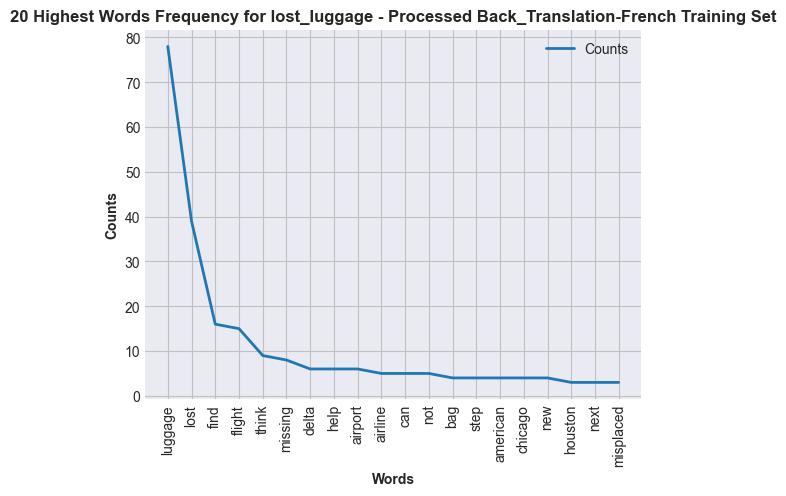 20 Highest Words Frequency for lost_luggage - Processed Back_Translation-French Training Set
Counts
80
70
60
50
40
30
20
10
0
Counts
luggage
lost
find
flight
think
missing
delta
help
airport
airline
can
not
bag
step
american
chicago
new
houston
next
misplaced
Words